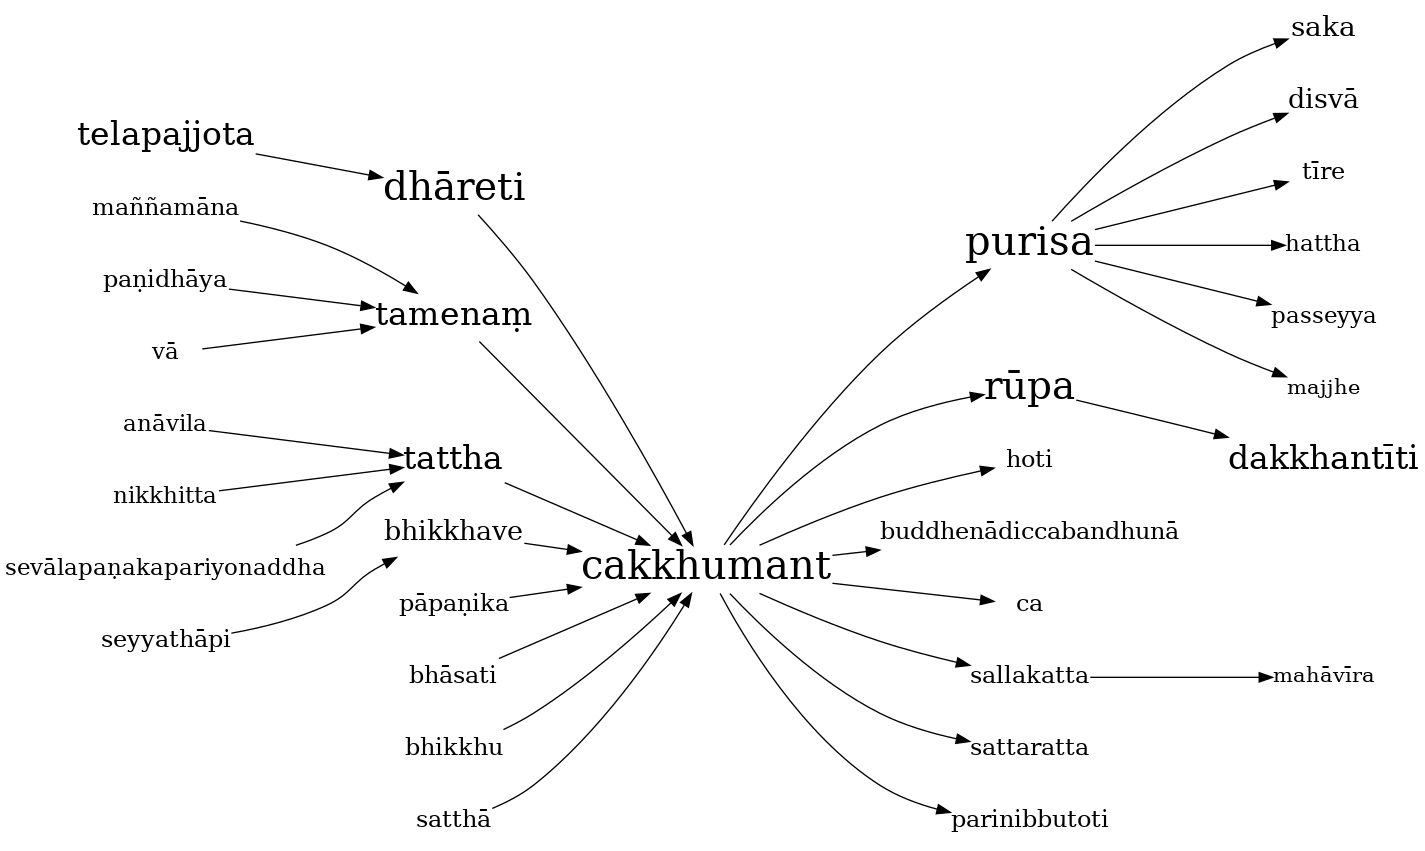 saka
disvā
telapajjota
tīre
dhāreti
maññamāna
purisa
hattha
paṇidhāya
tamenaṃ
passeyya
vā
rūpa
majjhe
anāvila
tattha
hoti
dakkhantīti
nikkhitta
bhikkhave
buddhenādiccabandhunā
sevālapaṇakapariyonaddha
cakkhumant
pāpaṇika
ca
seyyathāpi
bhāsati
sallakatta
mahāvīra
bhikkhu
sattaratta
satthā
parinibbutoti